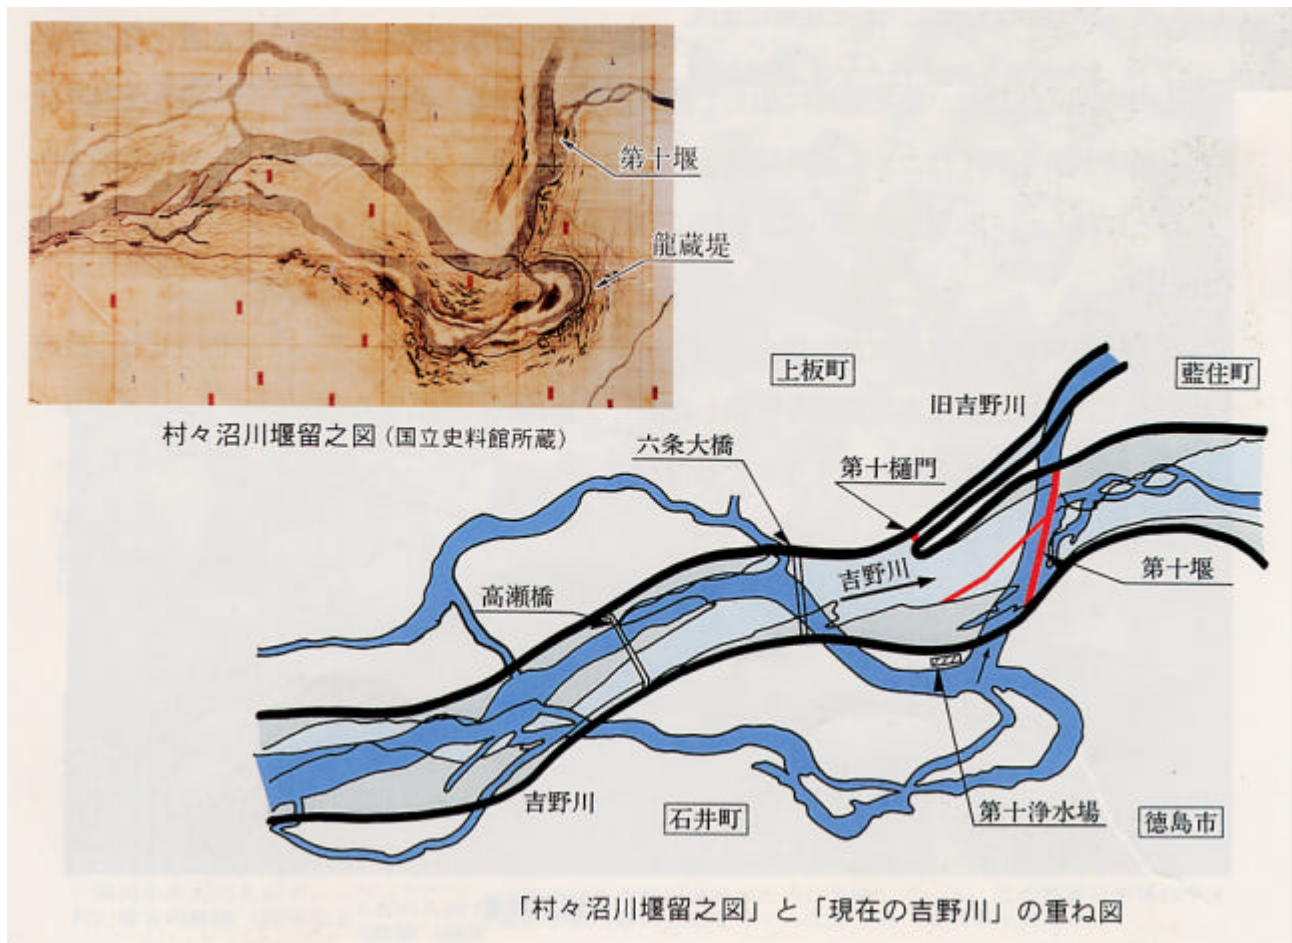 第十堰
龍蔵堤
村々沼川堰留之図(国立史料館所蔵)
上板町
藍住町
旧吉野川
六条大橋
第十樋門
吉野川
第十堰
高瀬橋
吉野川
石井町
第十浄水場
徳島市
「村々沼川堰留之図」と「現在の吉野川」の重ね図